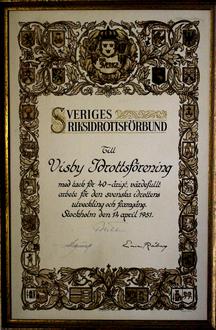 SVERIGES
RIKSIDROTTSFÖRBUND
Till
Visby Idrottsförening
med tack för 40-årigt, värdefullt
arbete för den svenska idrottens
utveckling och framgång.
Stockholm den 14 april 1951.